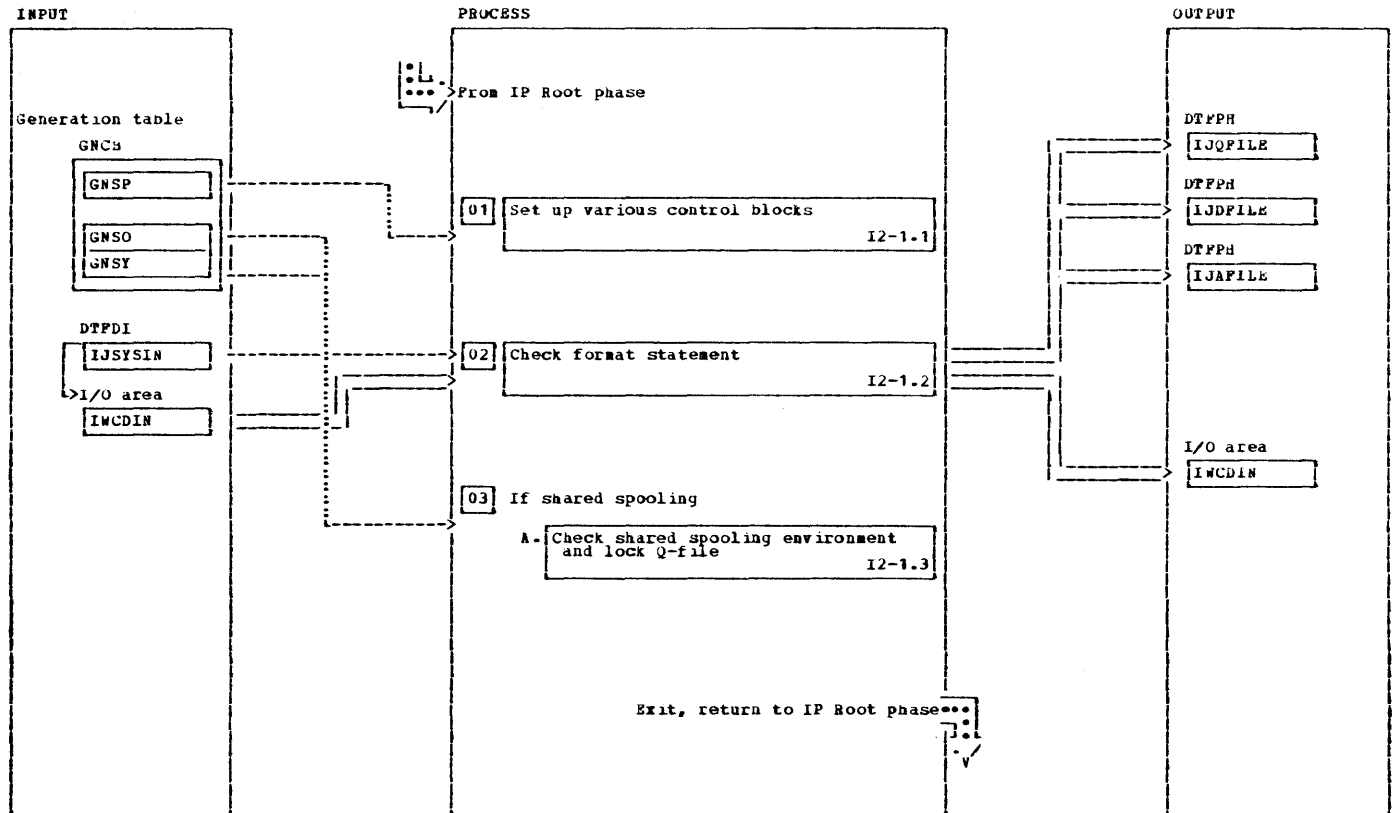 INPUT
PROCESS
OUTPUT
From IP Root phase
Generation table
GNCB
GNSP
GNSO
GNSY
DTFDI
IJSYSIN
I/O area
IWCDIN
01 Set up various control blocks
I2-1.1
02 Check format statement
I2-1.2
03 If shared spooling
A. Check shared spooling environment
and lock Q-file
I2-1.3
Exit, return to IP Root phase
DTFPH
IJQFILE
DTFPH
IJDFILE
DTFPH
IJAFILE
I/O area
IWCDIN